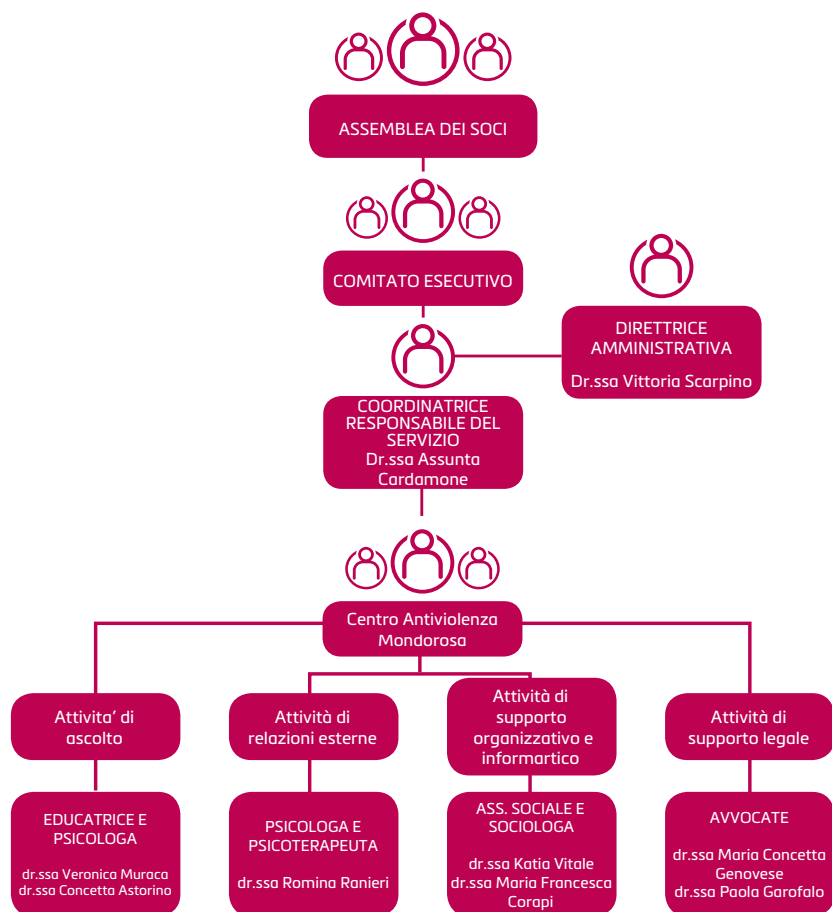 ASSEMBLEA DEI SOCI
COMITATO ESECUTIVO
DIRETTRICE
AMMINISTRATIVA
Dr.ssa Vittoria Scarpino
COORDINATRICE
RESPONSABILE DEL
SERVIZIO
Dr.ssa Assunta
Cardamone
Centro Antiviolenza
Mondorosa
Attivita' di
ascolto
Attività di
relazioni esterne
Attività di
supporto
organizzativo e
informartico
Attività di
supporto legale
EDUCATRICE E
PSICOLOGA
dr.ssa Veronica Muraca
dr.ssa Concetta Astorino
PSICOLOGA E
PSICOTERAPEUTA
dr.ssa Romina Ranieri
ASS. SOCIALE E
SOCIOLOGA
dr.ssa Katia Vitale
dr.ssa Maria Francesca
Corapi
AVVOCATE
dr.ssa Maria Concetta
Genovese
dr.ssa Paola Garofalo